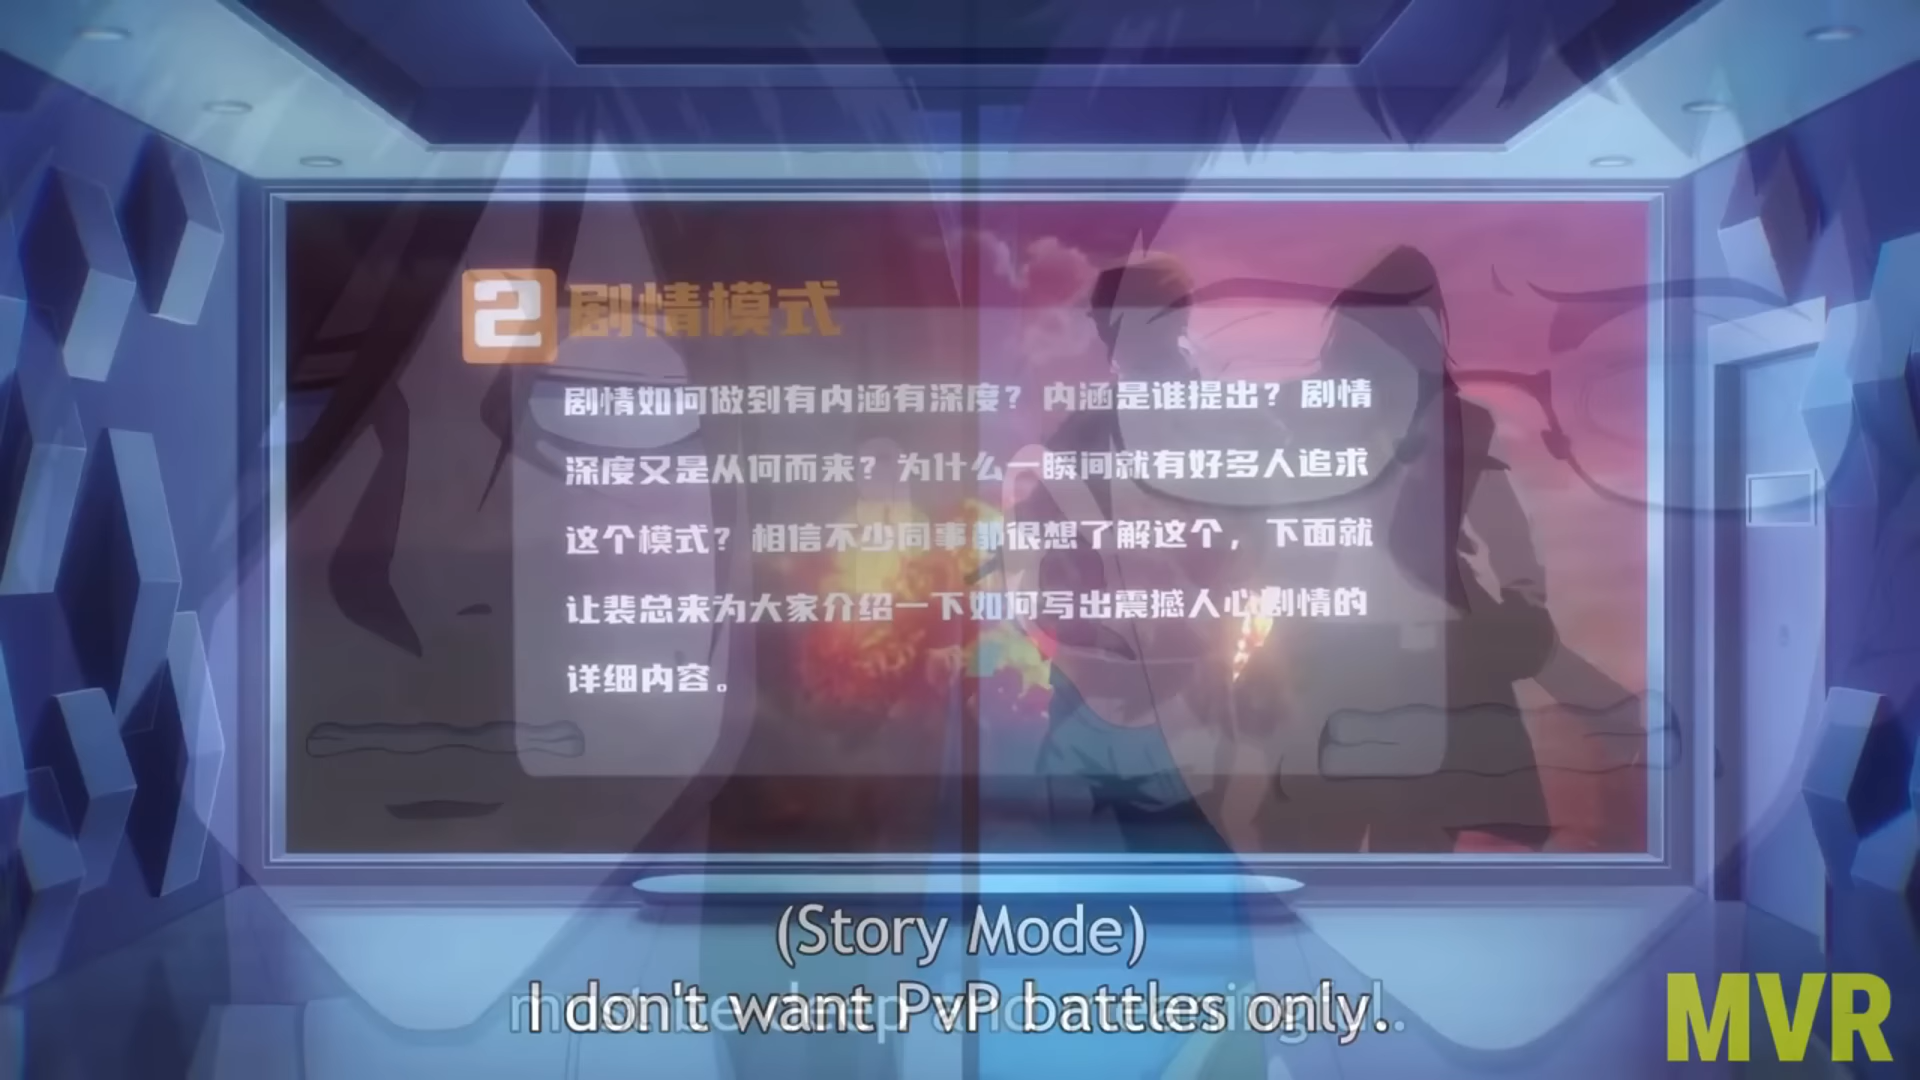 2 剧情模式
剧情如何做到有内涵有深度？内涵是谁提出？剧情
深度又是从何而来？为什么一瞬间就有好多人追求
这个模式？相信不少同事都很想了解这个，下面就
让裴总来为大家介绍一下如何写出震撼人心剧情的
详细内容。
(Story Mode)
I don't want PvP battles only.
must be deep and
MVR